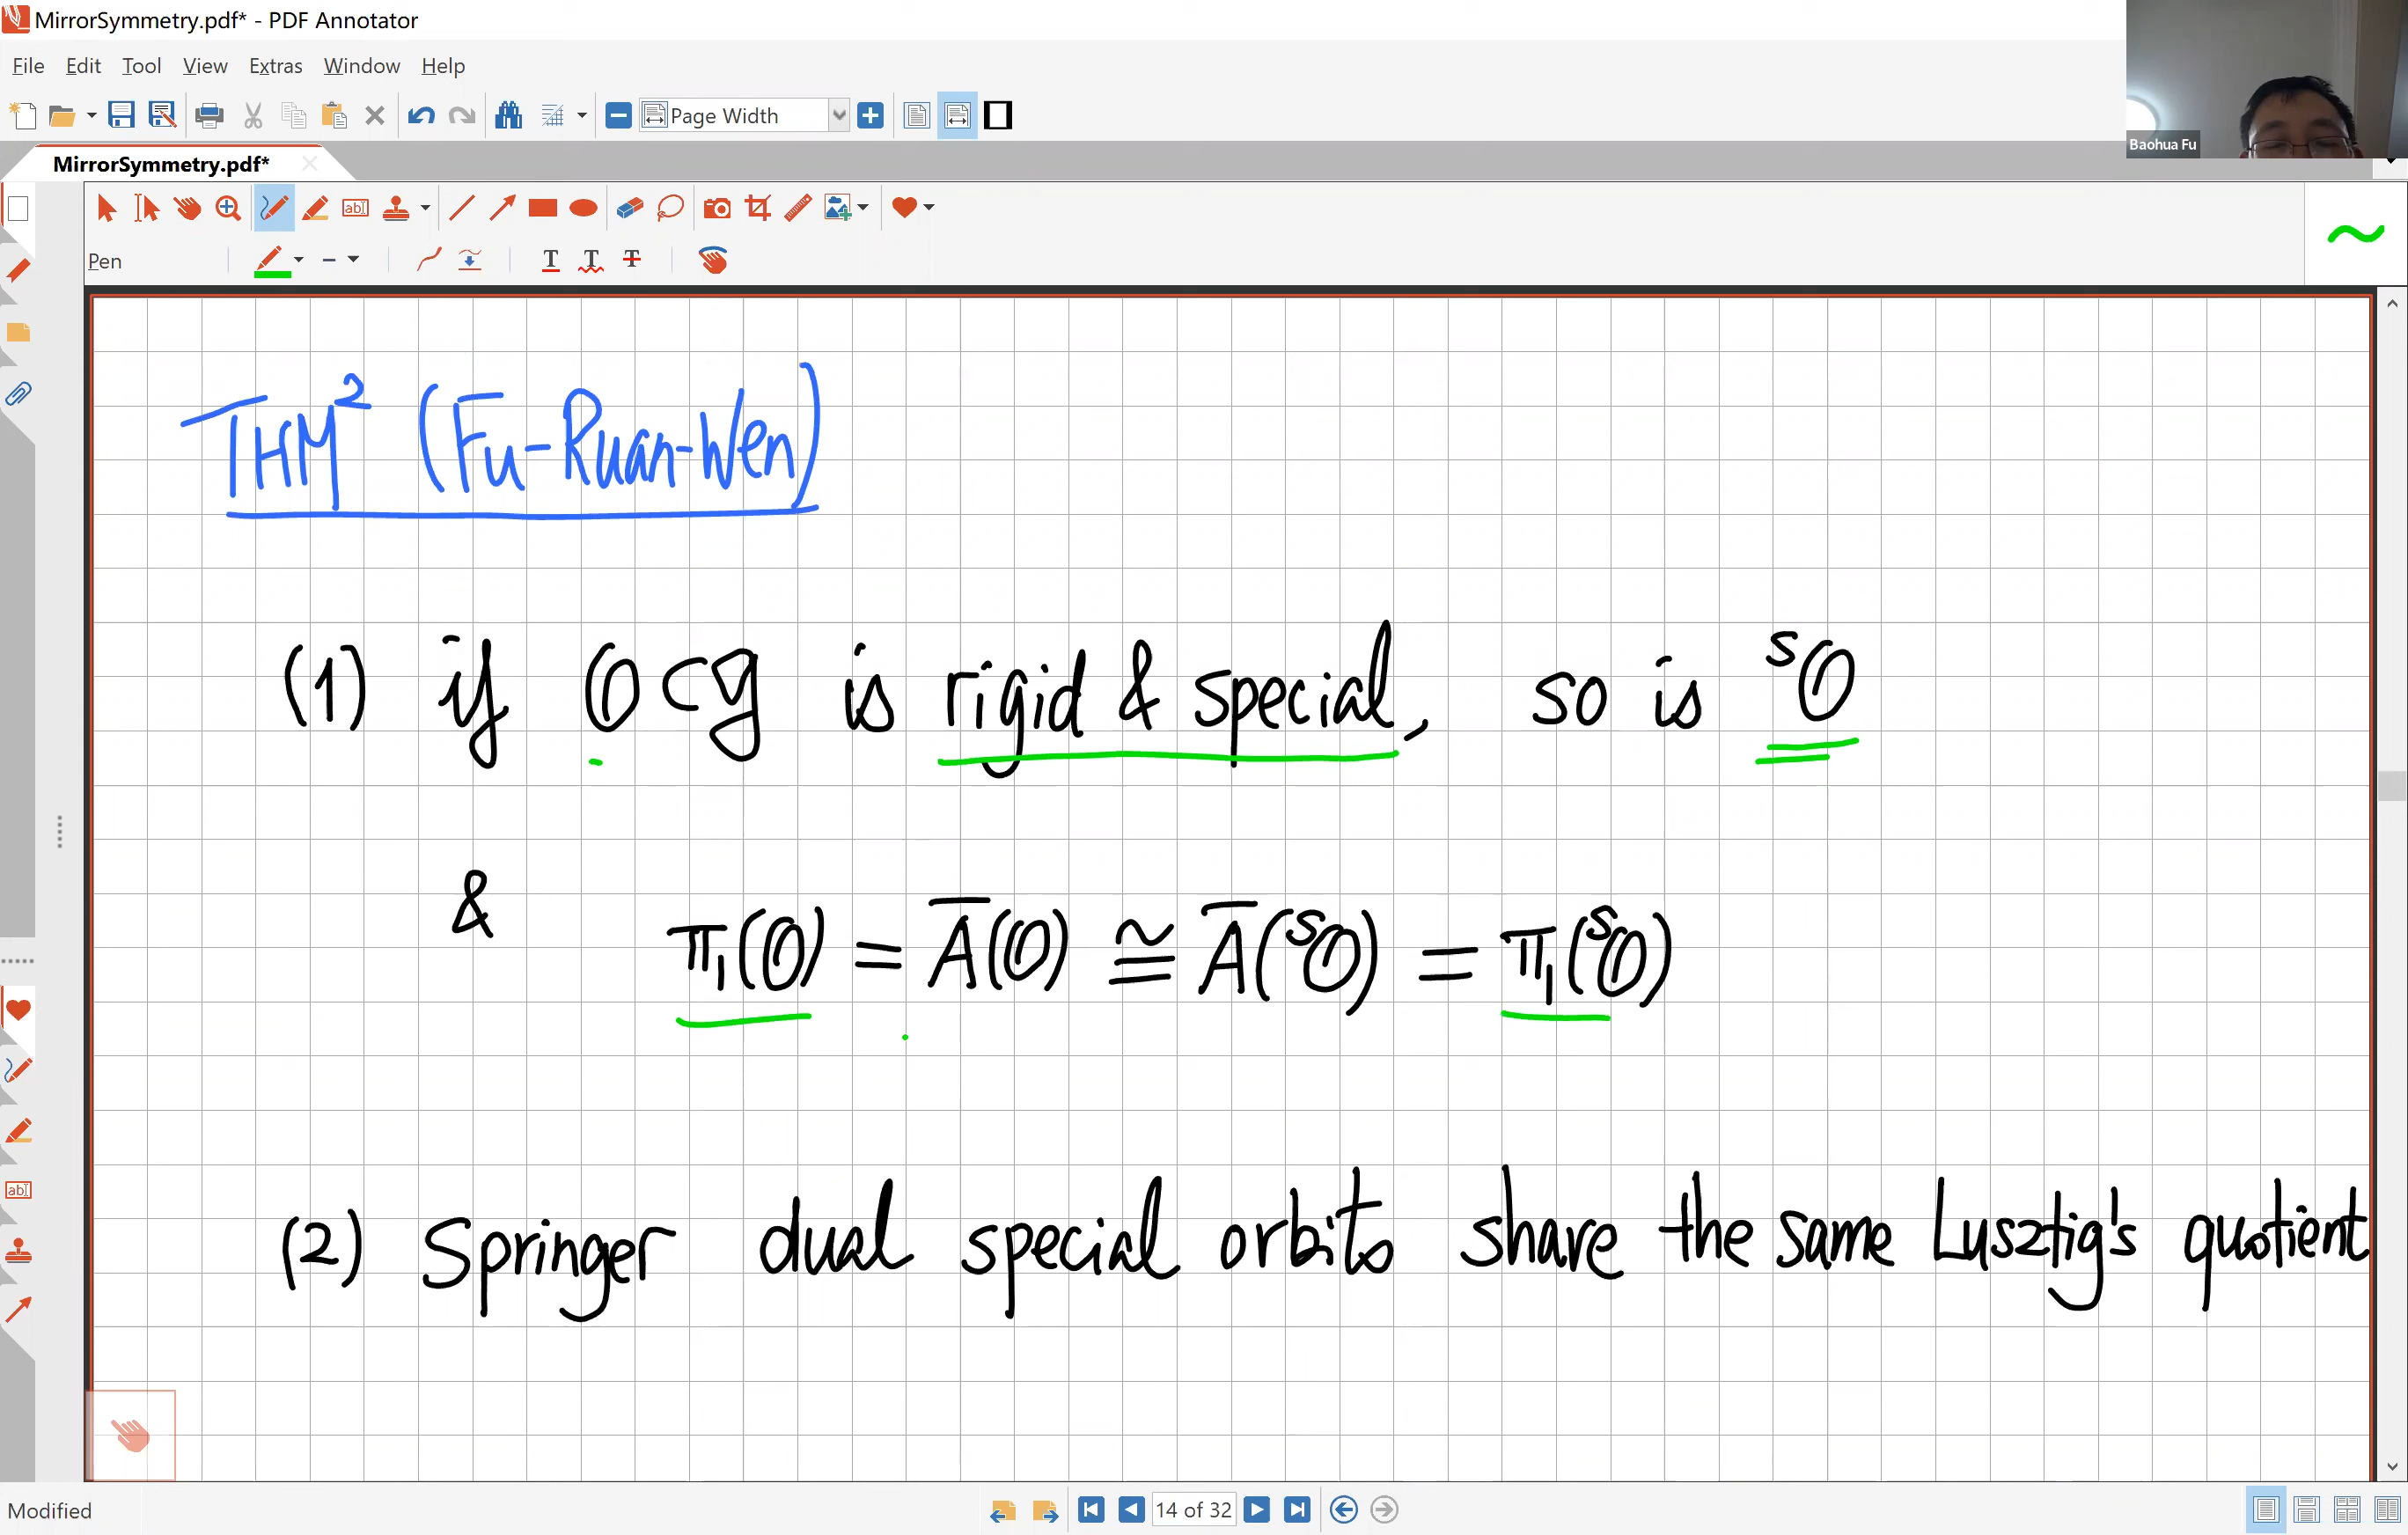 MirrorSymmetry.pdf* - PDF Annotator
File Edit Tool View Extras Window Help
Page Width
Baohua Fu
MirrorSymmetry.pdf*
Pen
THM² (Fu-Ruan-Wen)
(1) if 𝕆 ⊂ 𝔤 is rigid & special, so is ˢ𝕆
& π₁(𝕆) = A̅(𝕆) ≅ A̅(ˢ𝕆) = π₁(ˢ𝕆)
(2) Springer dual special orbits share the same Lusztig's quotient
Modified
14 of 32